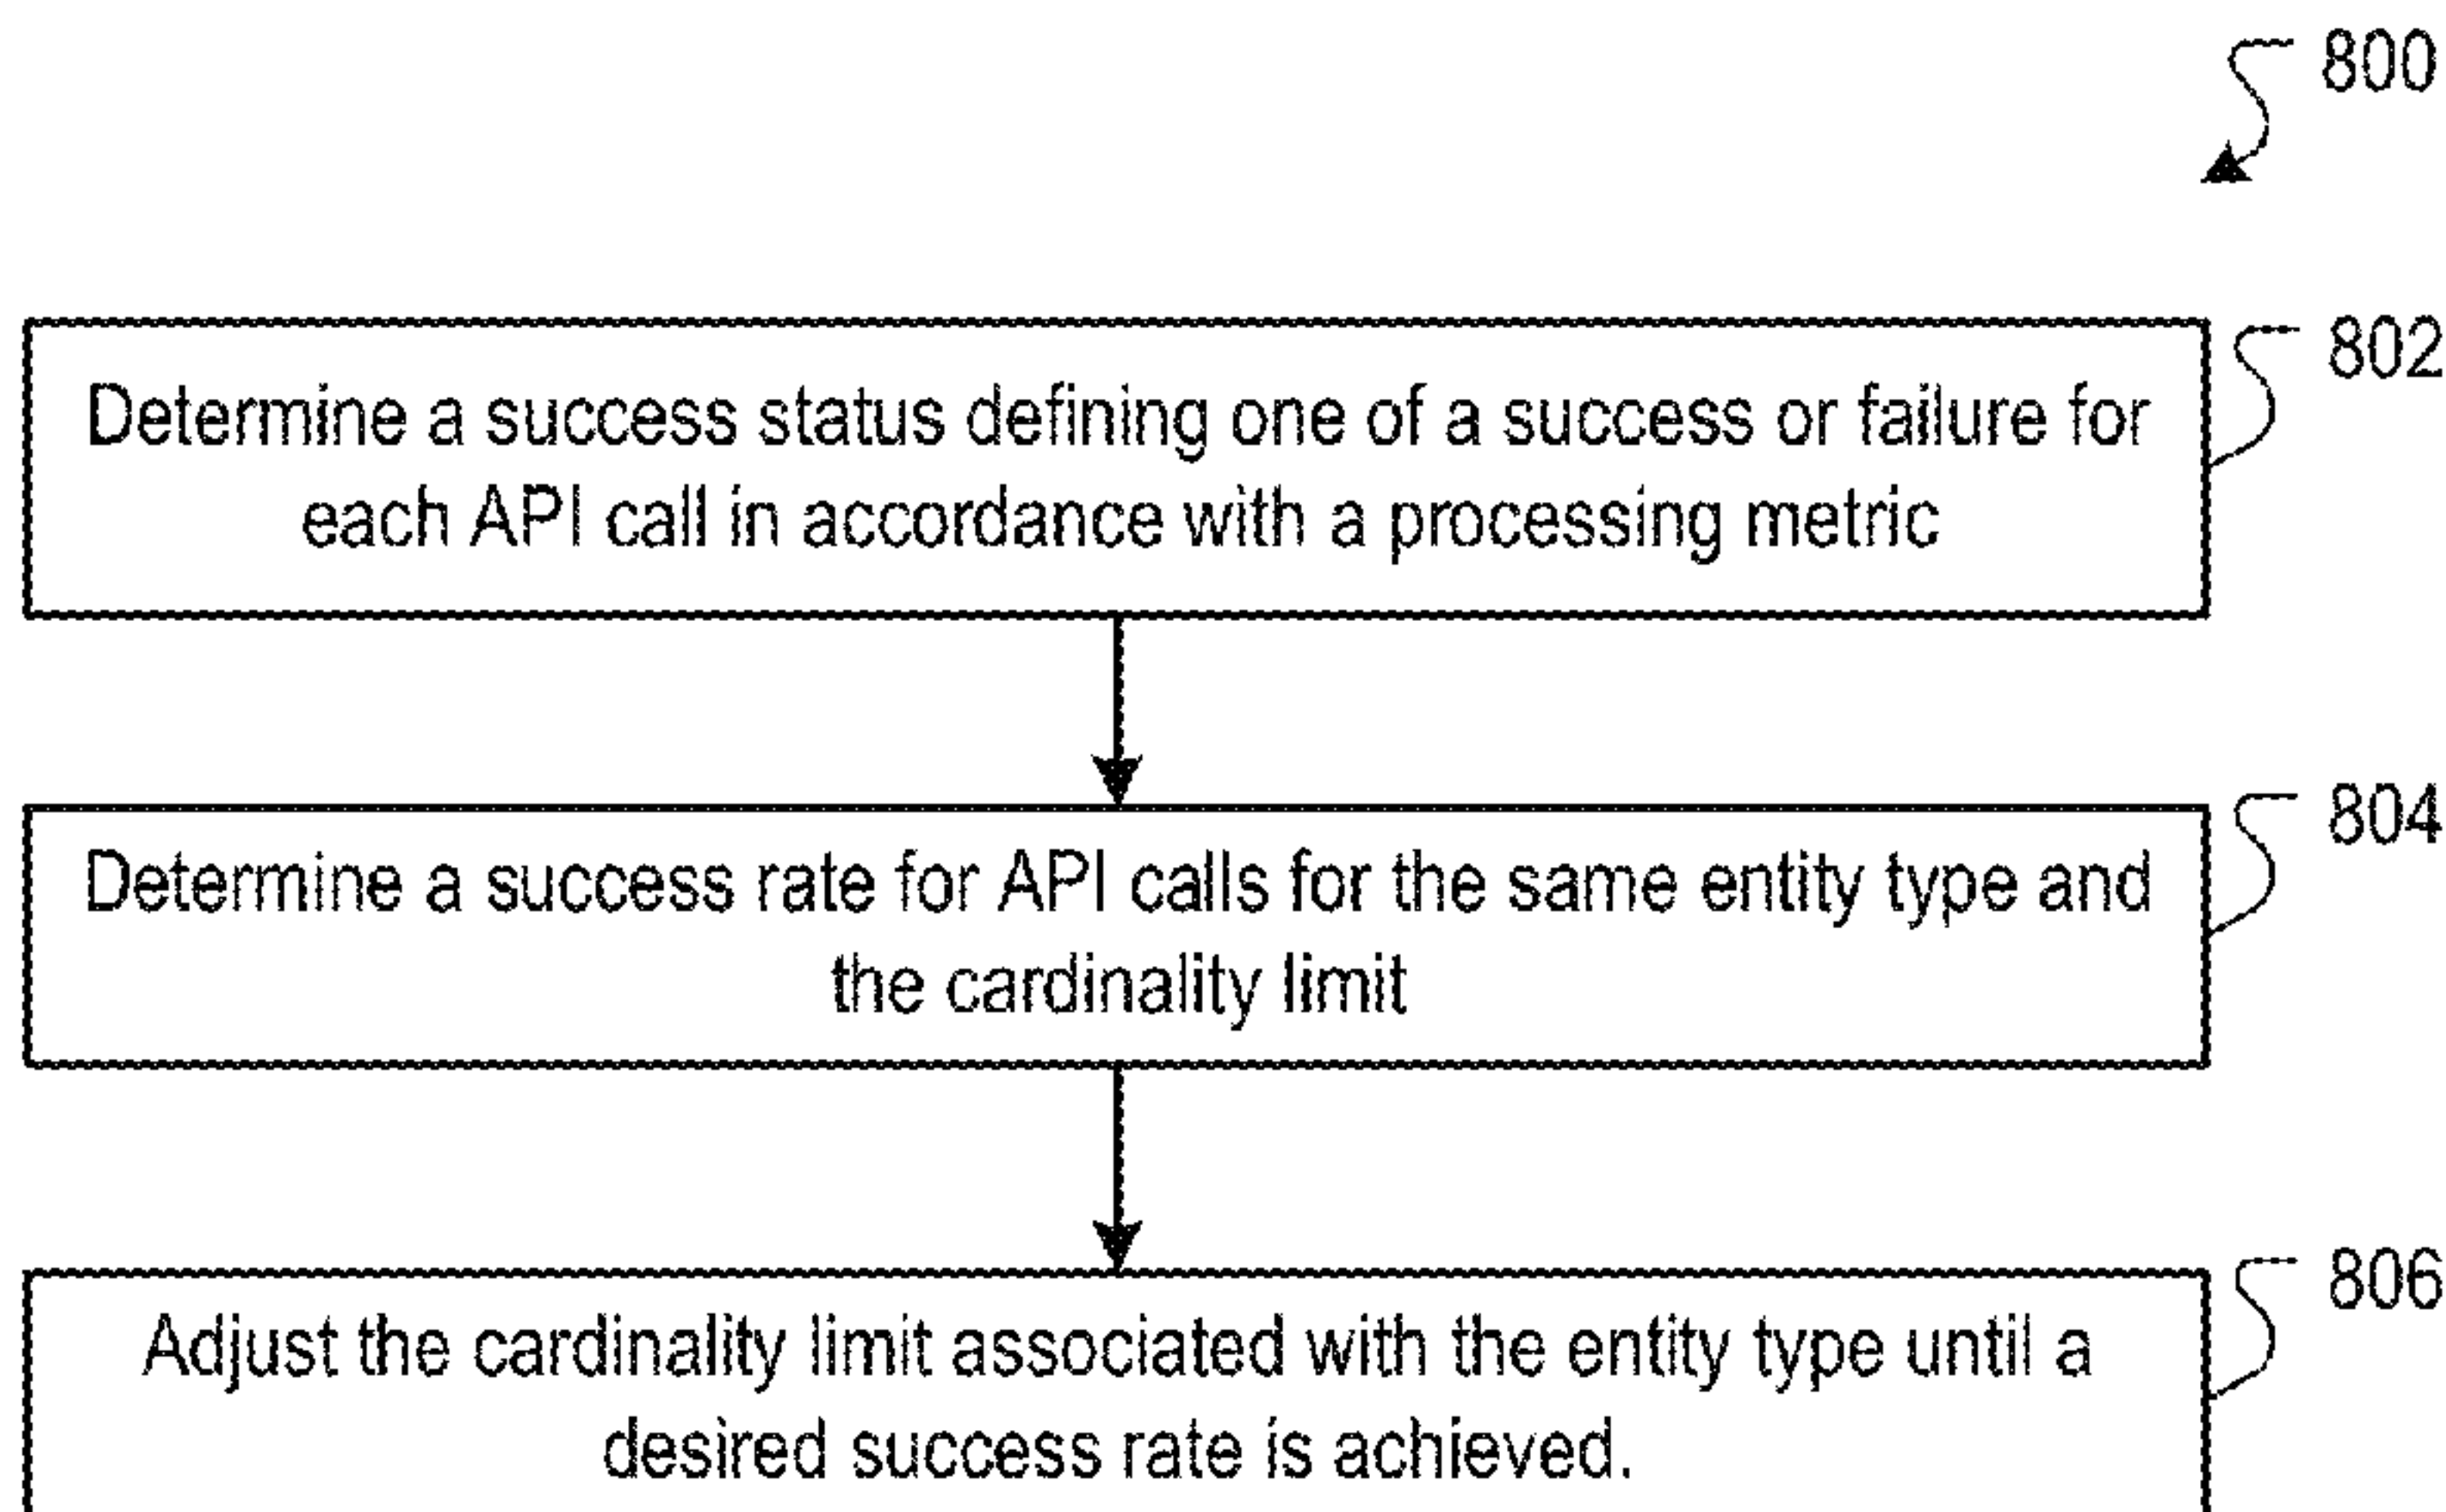 800
802
Determine a success status defining one of a success or failure for
each API call in accordance with a processing metric
804
Determine a success rate for API calls for the same entity type and
the cardinality limit
806
Adjust the cardinality limit associated with the entity type until a
desired success rate is achieved.